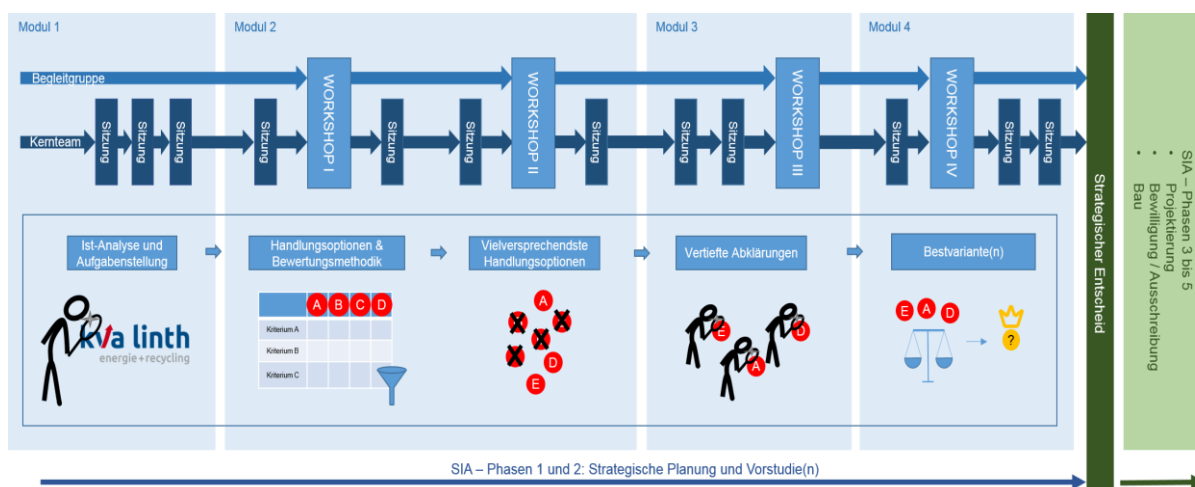 Modul 1
Modul 2
Modul 3
Modul 4
Begleitgruppe
Kernteam
Sitzung
Sitzung
Sitzung
Sitzung
WORKSHOP I
Sitzung
Sitzung
WORKSHOP II
Sitzung
Sitzung
Sitzung
WORKSHOP III
Sitzung
WORKSHOP IV
Sitzung
Sitzung
Ist-Analyse und
Aufgabenstellung
Handlungsoptionen &
Bewertungsmethodik
Vielversprechendste
Handlungsoptionen
Vertiefte Abklärungen
Bestvariante(n)
kva linth
energie+recycling
A B C D
Kriterium A
Kriterium B
Kriterium C
A
D
E
E
A
D
E A D
?
Strategischer Entscheid
SIA – Phasen 3 bis 5
• Projektierung
• Bewilligung / Ausschreibung
• Bau
SIA – Phasen 1 und 2: Strategische Planung und Vorstudie(n)